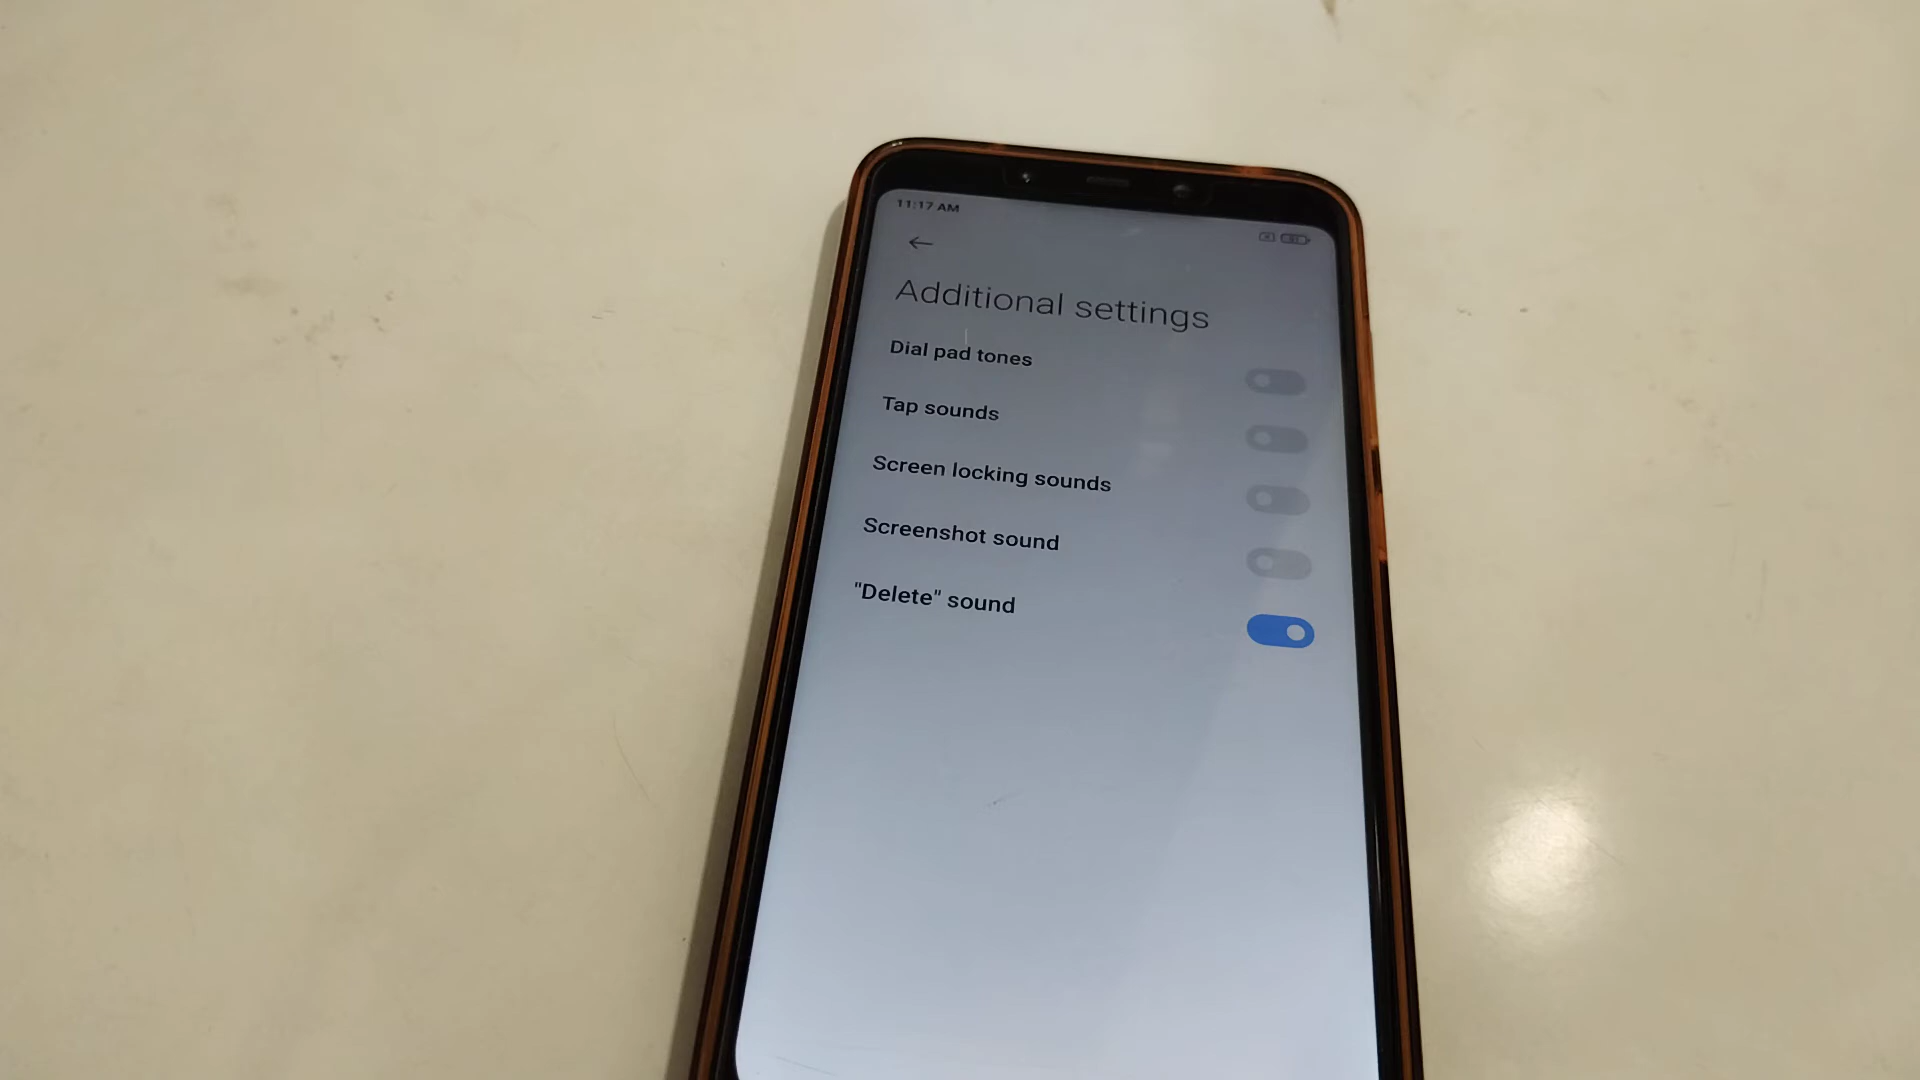 11:17 AM
Additional settings
Dial pad tones
Tap sounds
Screen locking sounds
Screenshot sound
"Delete" sound